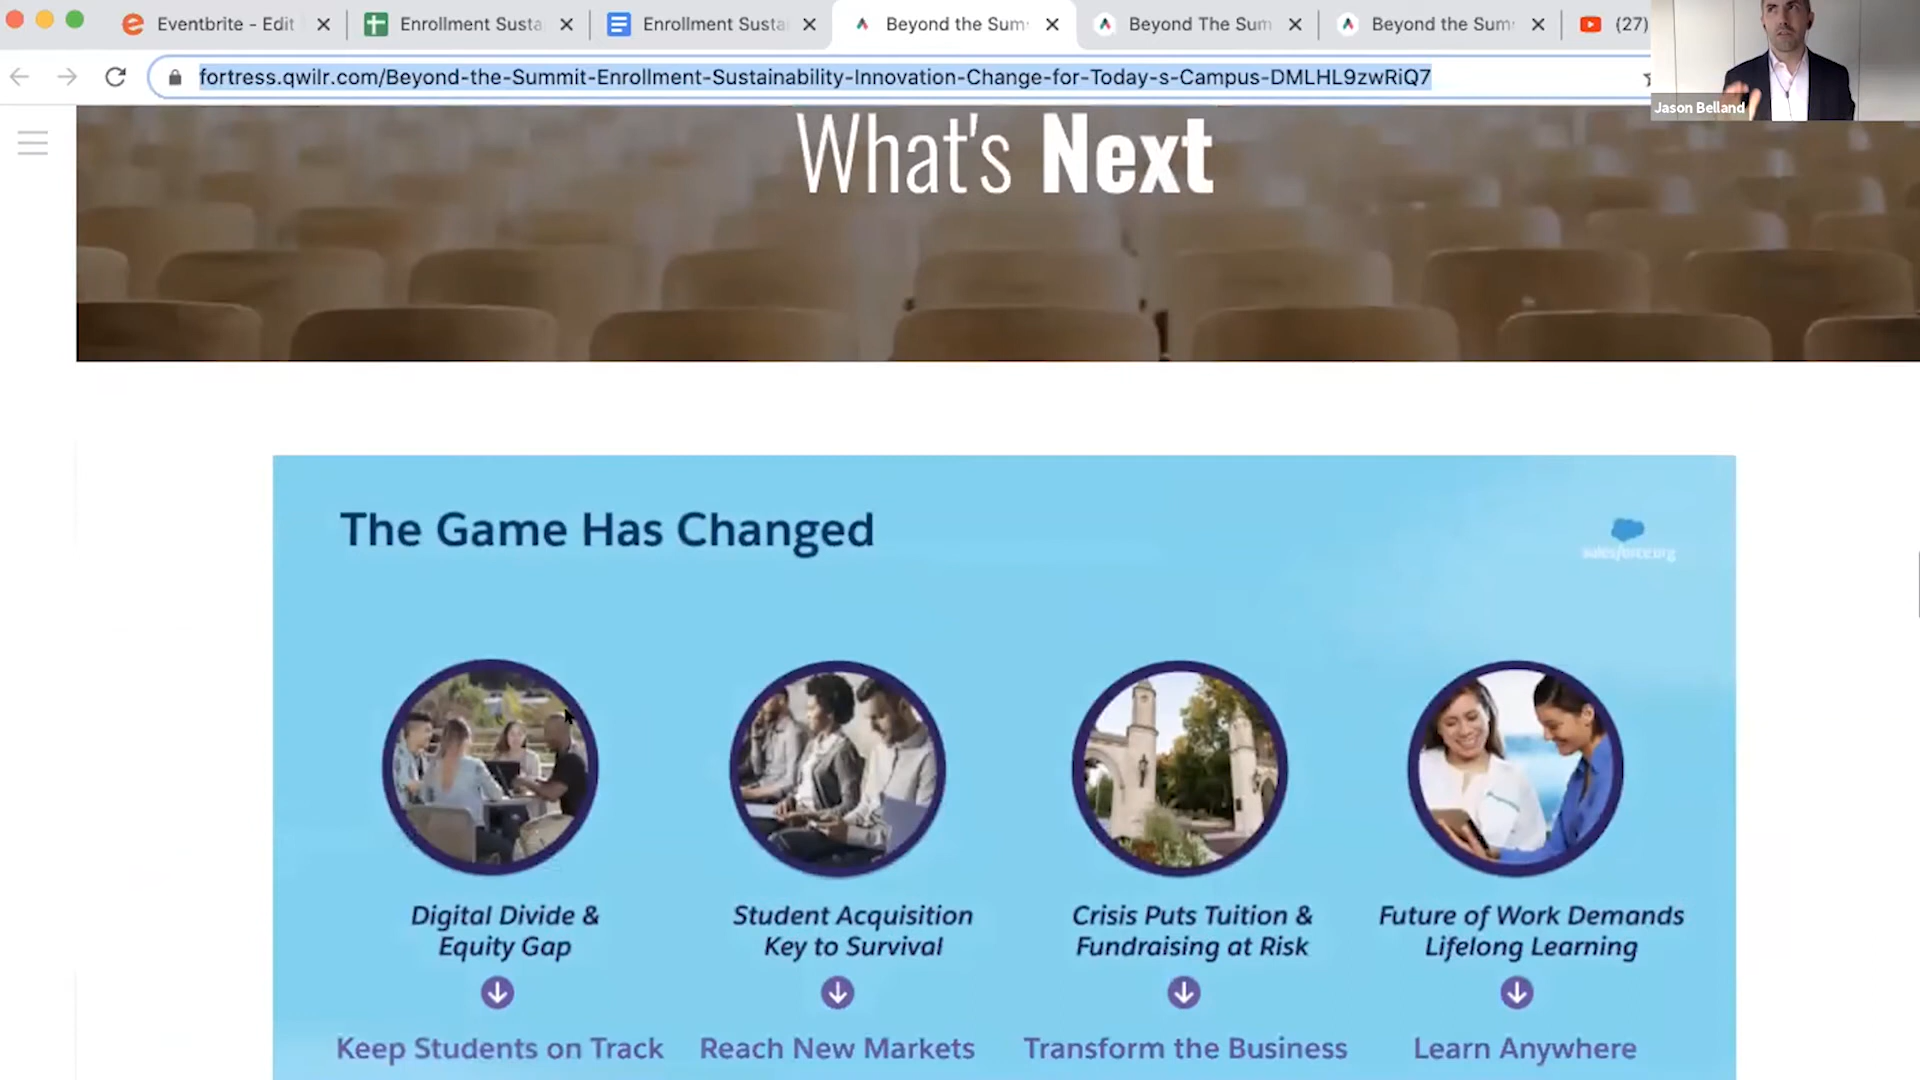 Eventbrite - Edit
Enrollment Susta
Enrollment Susta
Beyond the Sum
Beyond The Sum
Beyond the Sum
(27)
fortress.qwilr.com/Beyond-the-Summit-Enrollment-Sustainability-Innovation-Change-for-Today-s-Campus-DMLHL9zwRiQ7
Jason Belland
What's Next
The Game Has Changed
salesforce.org
Digital Divide &
Equity Gap
Keep Students on Track
Student Acquisition
Key to Survival
Reach New Markets
Crisis Puts Tuition &
Fundraising at Risk
Transform the Business
Future of Work Demands
Lifelong Learning
Learn Anywhere